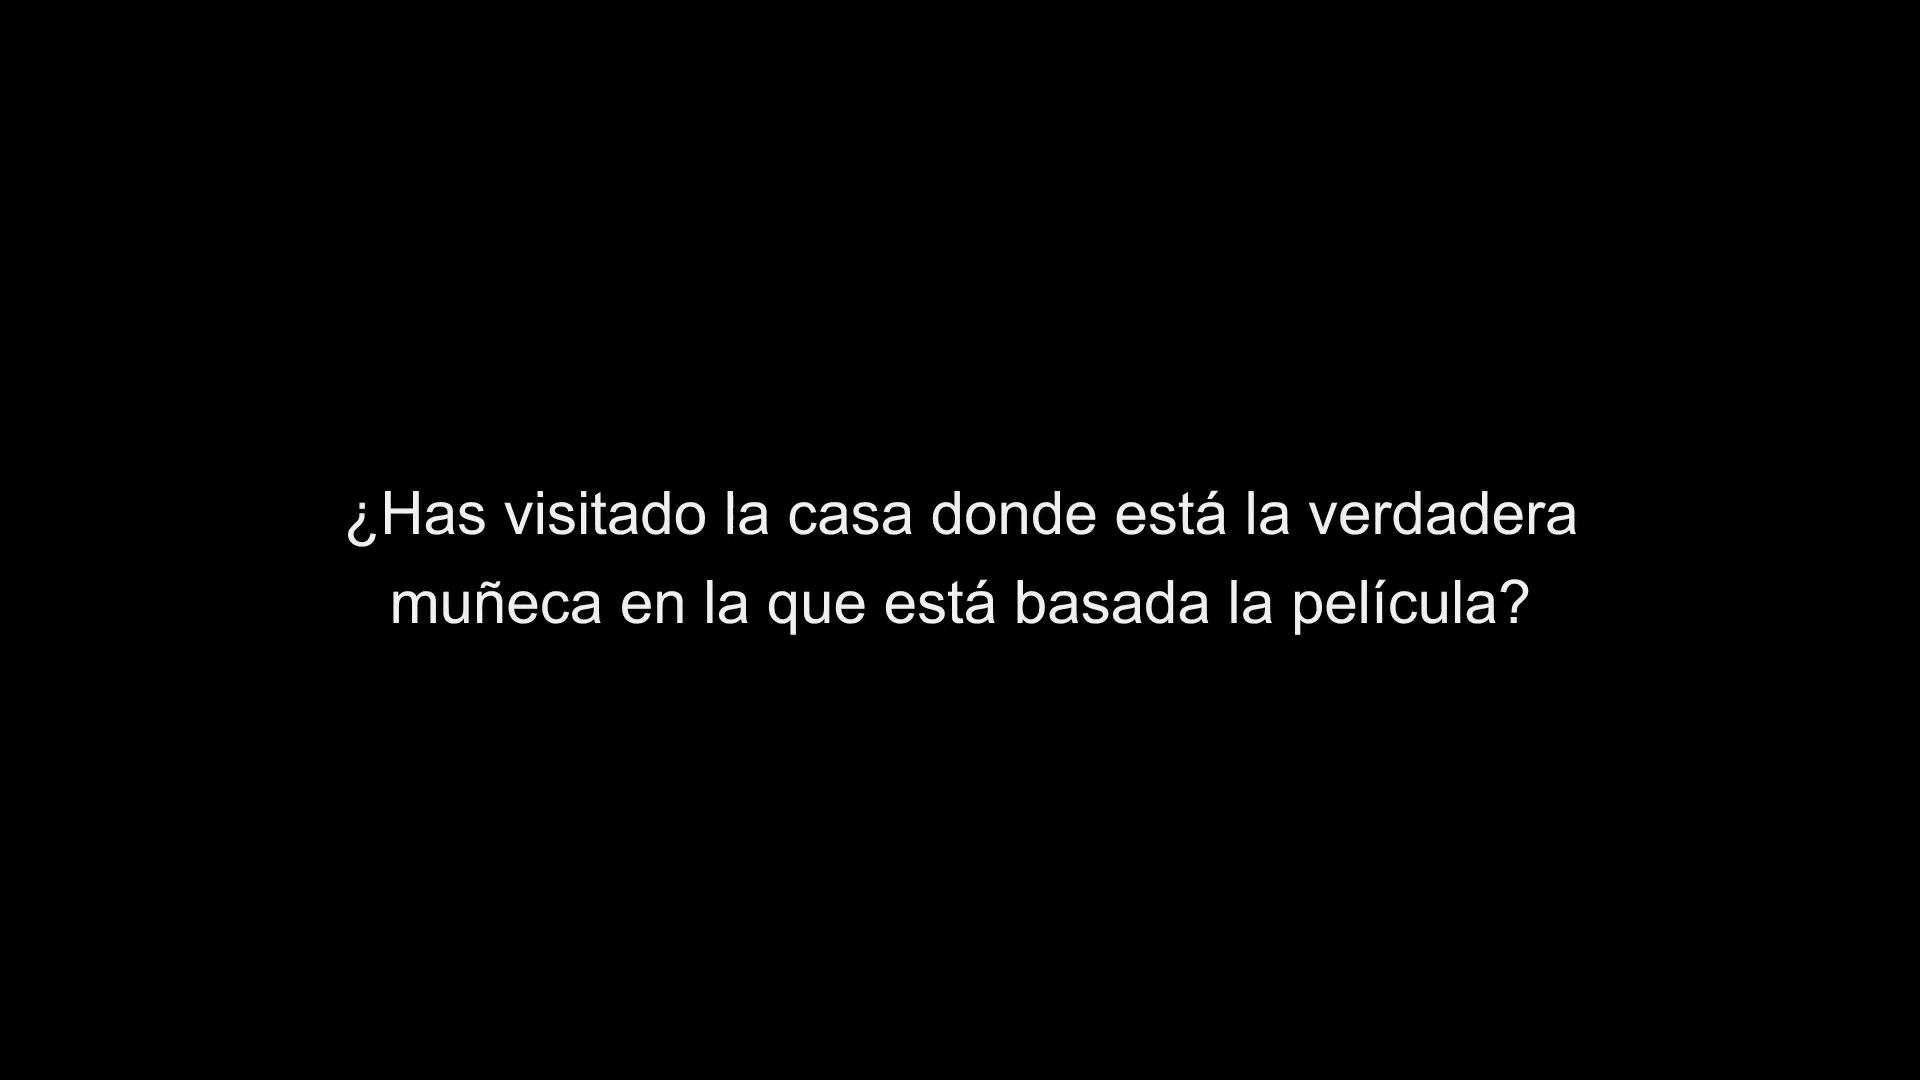 ¿Has visitado la casa donde está la verdadera
muñeca en la que está basada la película?